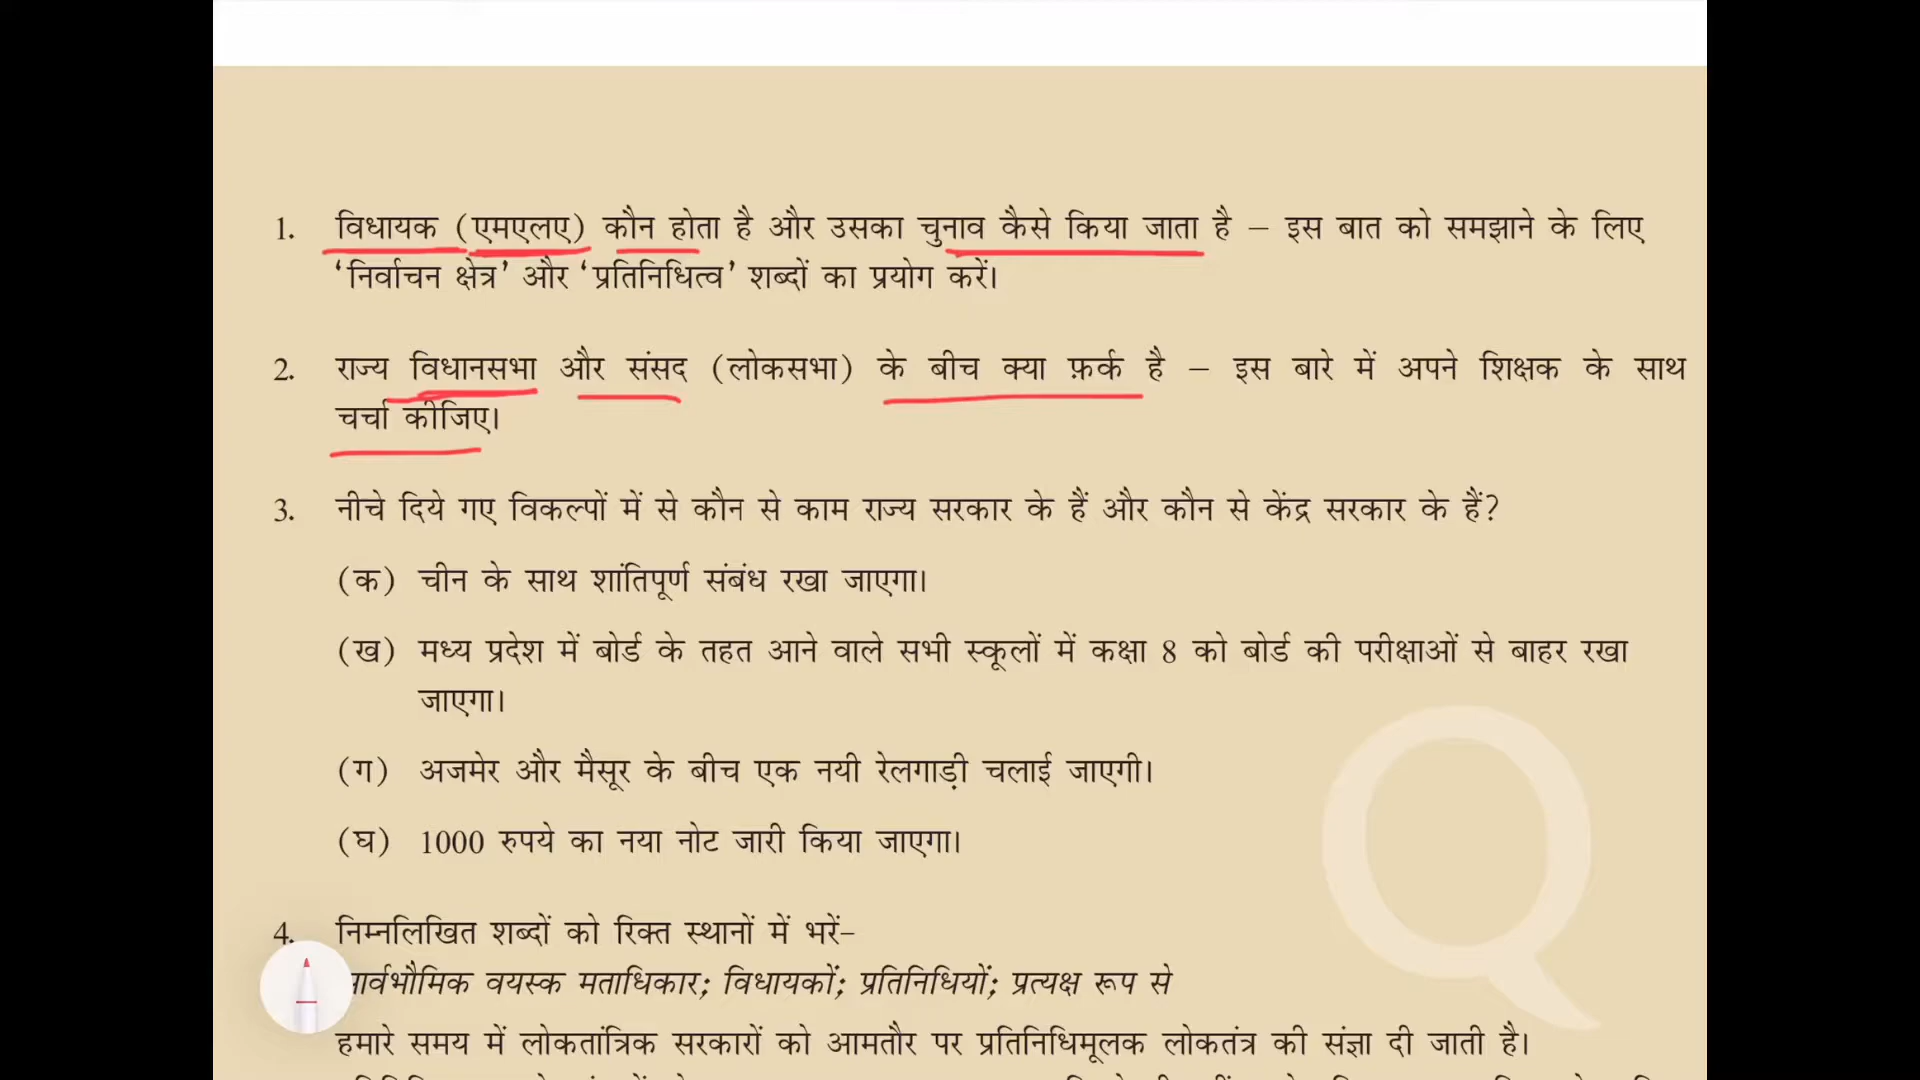 1. विधायक (एमएलए) कौन होता है और उसका चुनाव कैसे किया जाता है – इस बात को समझाने के लिए
‘निर्वाचन क्षेत्र’ और ‘प्रतिनिधित्व’ शब्दों का प्रयोग करें।
2. राज्य विधानसभा और संसद (लोकसभा) के बीच क्या फ़र्क है – इस बारे में अपने शिक्षक के साथ
चर्चा कीजिए।
3. नीचे दिये गए विकल्पों में से कौन से काम राज्य सरकार के हैं और कौन से केंद्र सरकार के हैं?
(क) चीन के साथ शांतिपूर्ण संबंध रखा जाएगा।
(ख) मध्य प्रदेश में बोर्ड के तहत आने वाले सभी स्कूलों में कक्षा 8 को बोर्ड की परीक्षाओं से बाहर रखा
जाएगा।
(ग) अजमेर और मैसूर के बीच एक नयी रेलगाड़ी चलाई जाएगी।
(घ) 1000 रुपये का नया नोट जारी किया जाएगा।
Q
4. निम्नलिखित शब्दों को रिक्त स्थानों में भरें–
वयस्क मताधिकार; विधायकों; प्रतिनिधियों; प्रत्यक्ष रूप से
हमारे समय में लोकतांत्रिक सरकारों को आमतौर पर प्रतिनिधिमूलक लोकतंत्र की संज्ञा दी जाती है।